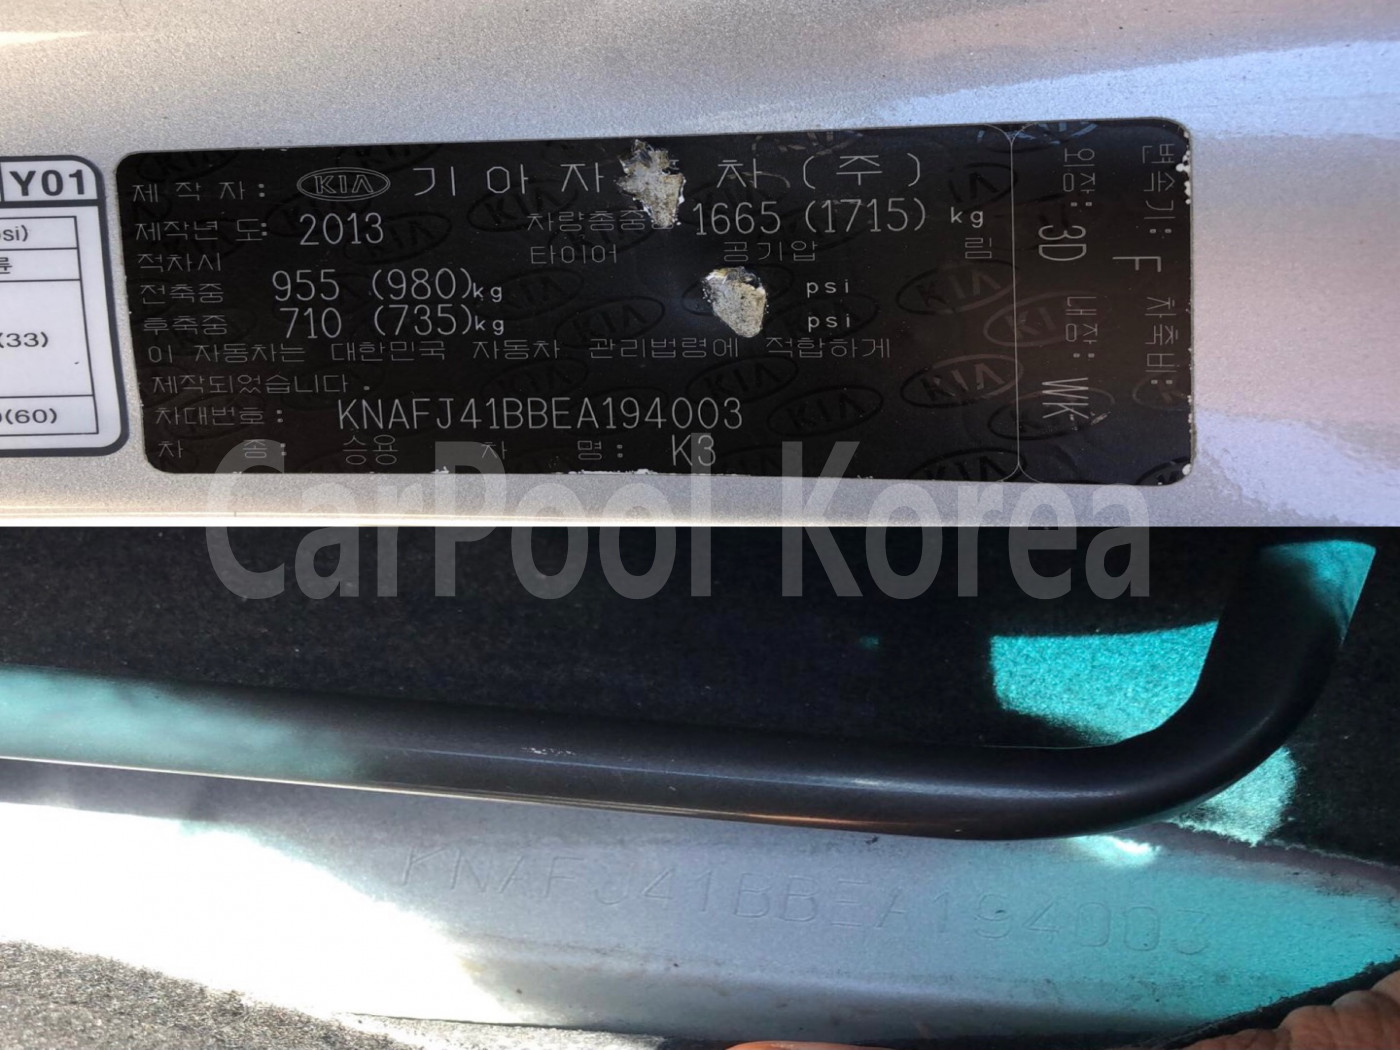 Y01
si)
륜
(33)
(60)
제 작 자 : KIA 기 아 자 차 ( 주 )
제작년 도: 2013 차량총중 1665 (1715) kg
적차시 타이어 공기압 림
전축중 955 (980)kg psi
후축중 710 (735)kg psi
이 자동차는 대한민국 자동차 관리법령에 적합하게
제작되었습니다.
차대번호: KNAFJ41BBEA194003
차 종: 승용 차 명: K3
변속기: F 차축비:
외장: 3D 내장: WK
CarPool Korea
KNAFJ41BBEA194003